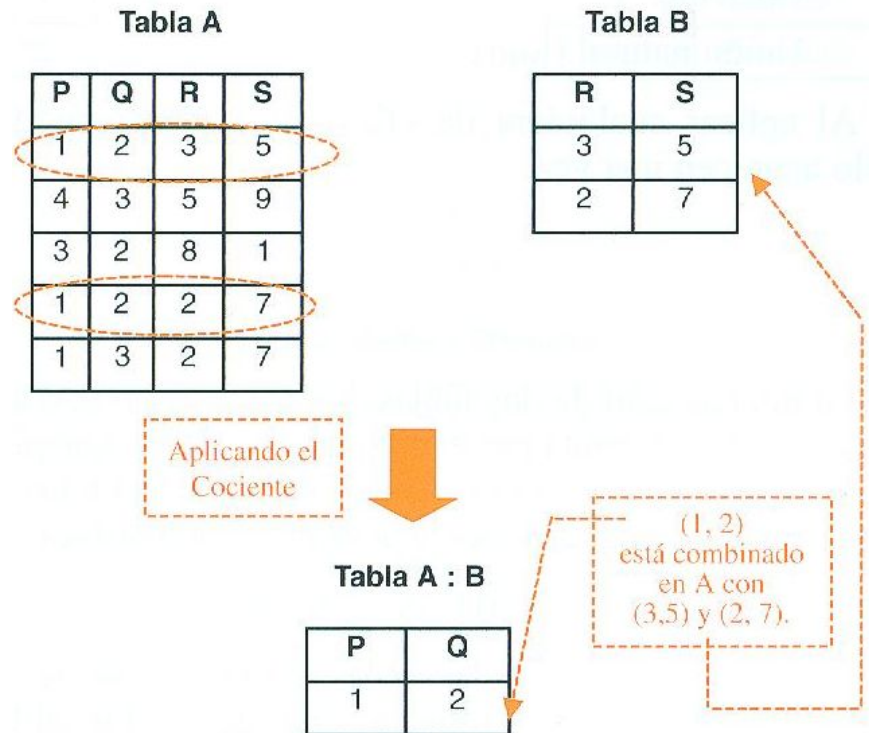 Tabla A
P Q R S
1 2 3 5
4 3 5 9
3 2 8 1
1 2 2 7
1 3 2 7
Tabla B
R S
3 5
2 7
Aplicando el
Cociente
(1, 2)
está combinado
en A con
(3,5) y (2, 7).
Tabla A : B
P Q
1 2